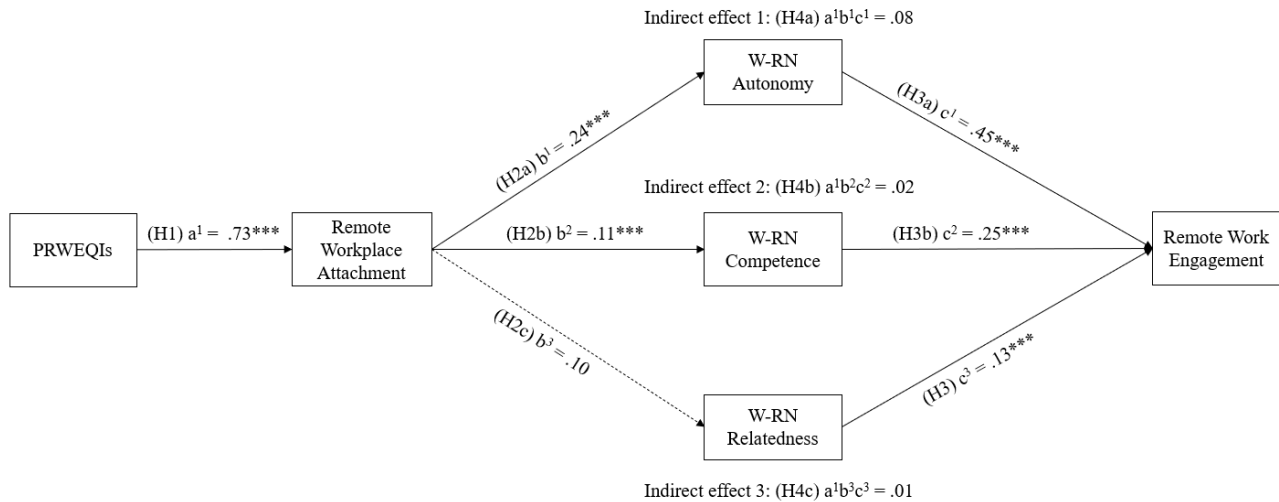 Indirect effect 1: (H4a) a¹b¹c¹ = .08
W-RN
Autonomy
(H2a) b¹ = .24***
(H3a) c¹ = .45***
Indirect effect 2: (H4b) a¹b²c² = .02
PRWEQIs
(H1) a¹ = .73***
Remote
Workplace
Attachment
(H2b) b² = .11***
W-RN
Competence
(H3b) c² = .25***
Remote Work
Engagement
(H2c) b³ = .10
(H3) c³ = .13***
W-RN
Relatedness
Indirect effect 3: (H4c) a¹b³c³ = .01